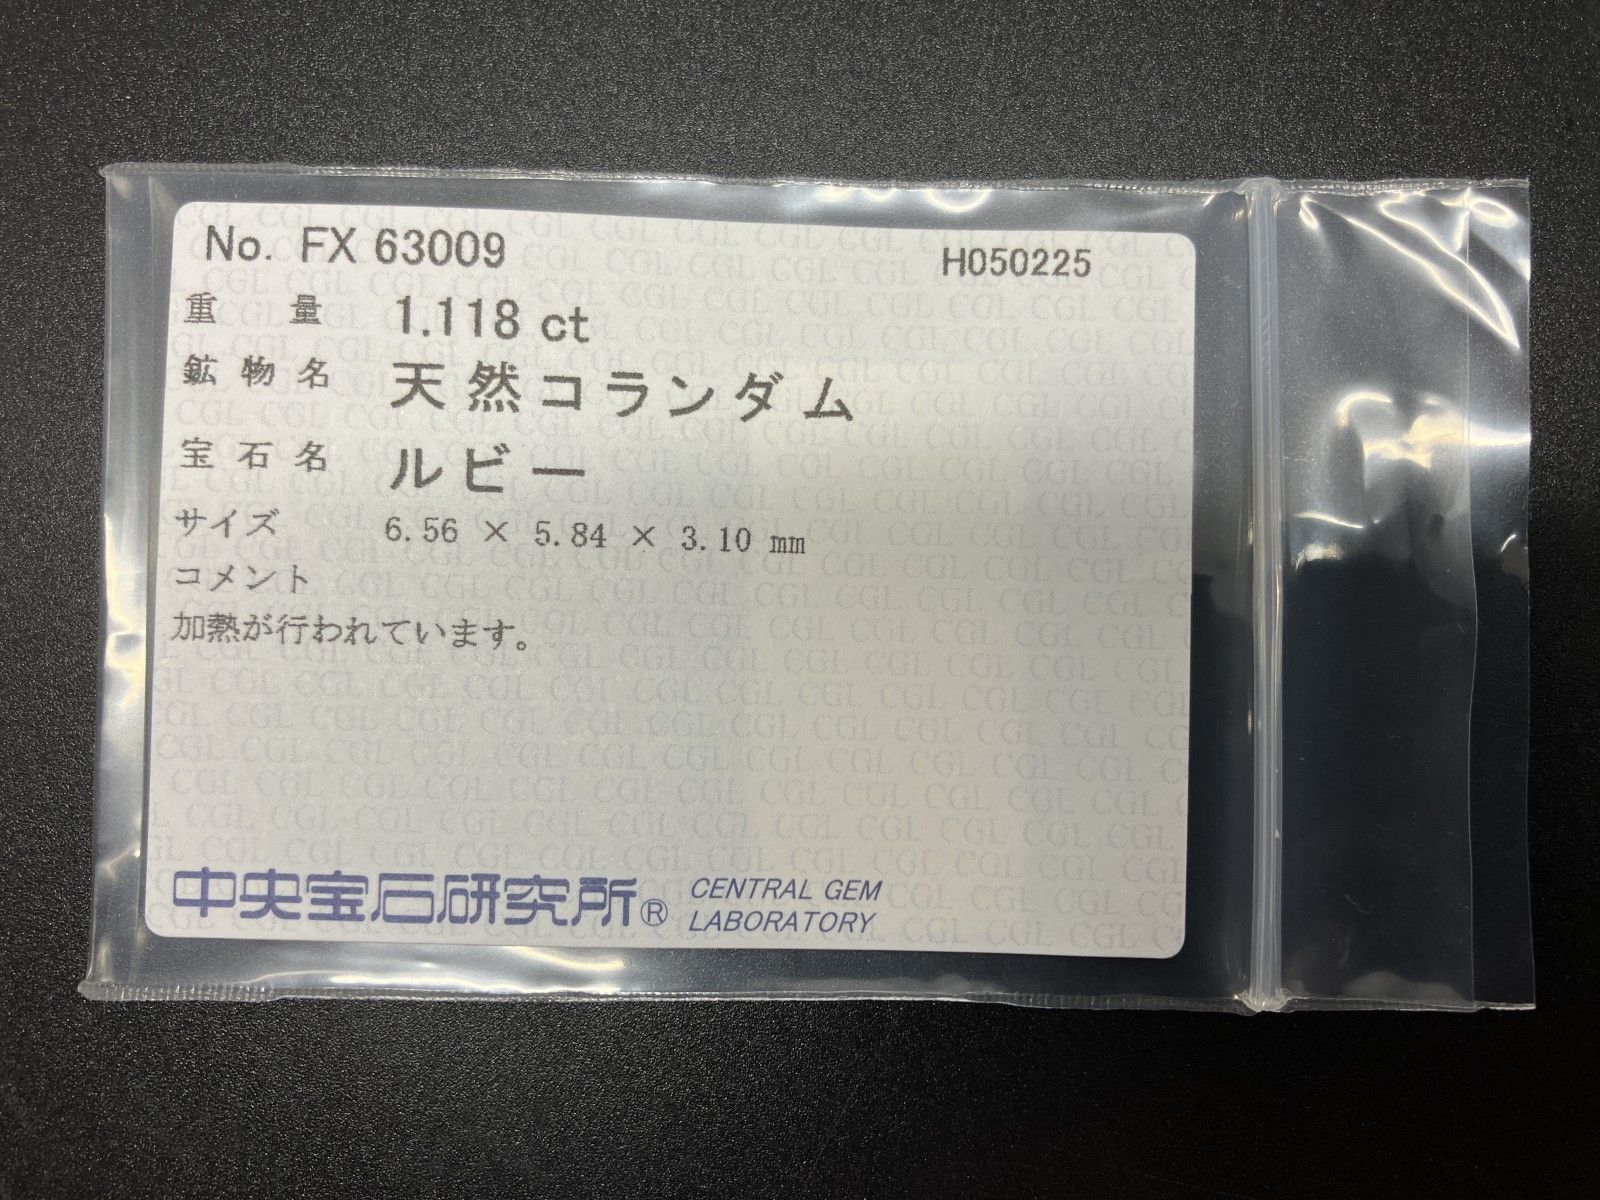 No. FX 63009 H050225
重量 1.118 ct
鉱物名 天然コランダム
宝石名 ルビー
サイズ 6.56 × 5.84 × 3.10 mm
コメント
加熱が行われています。
中央宝石研究所® CENTRAL GEM LABORATORY